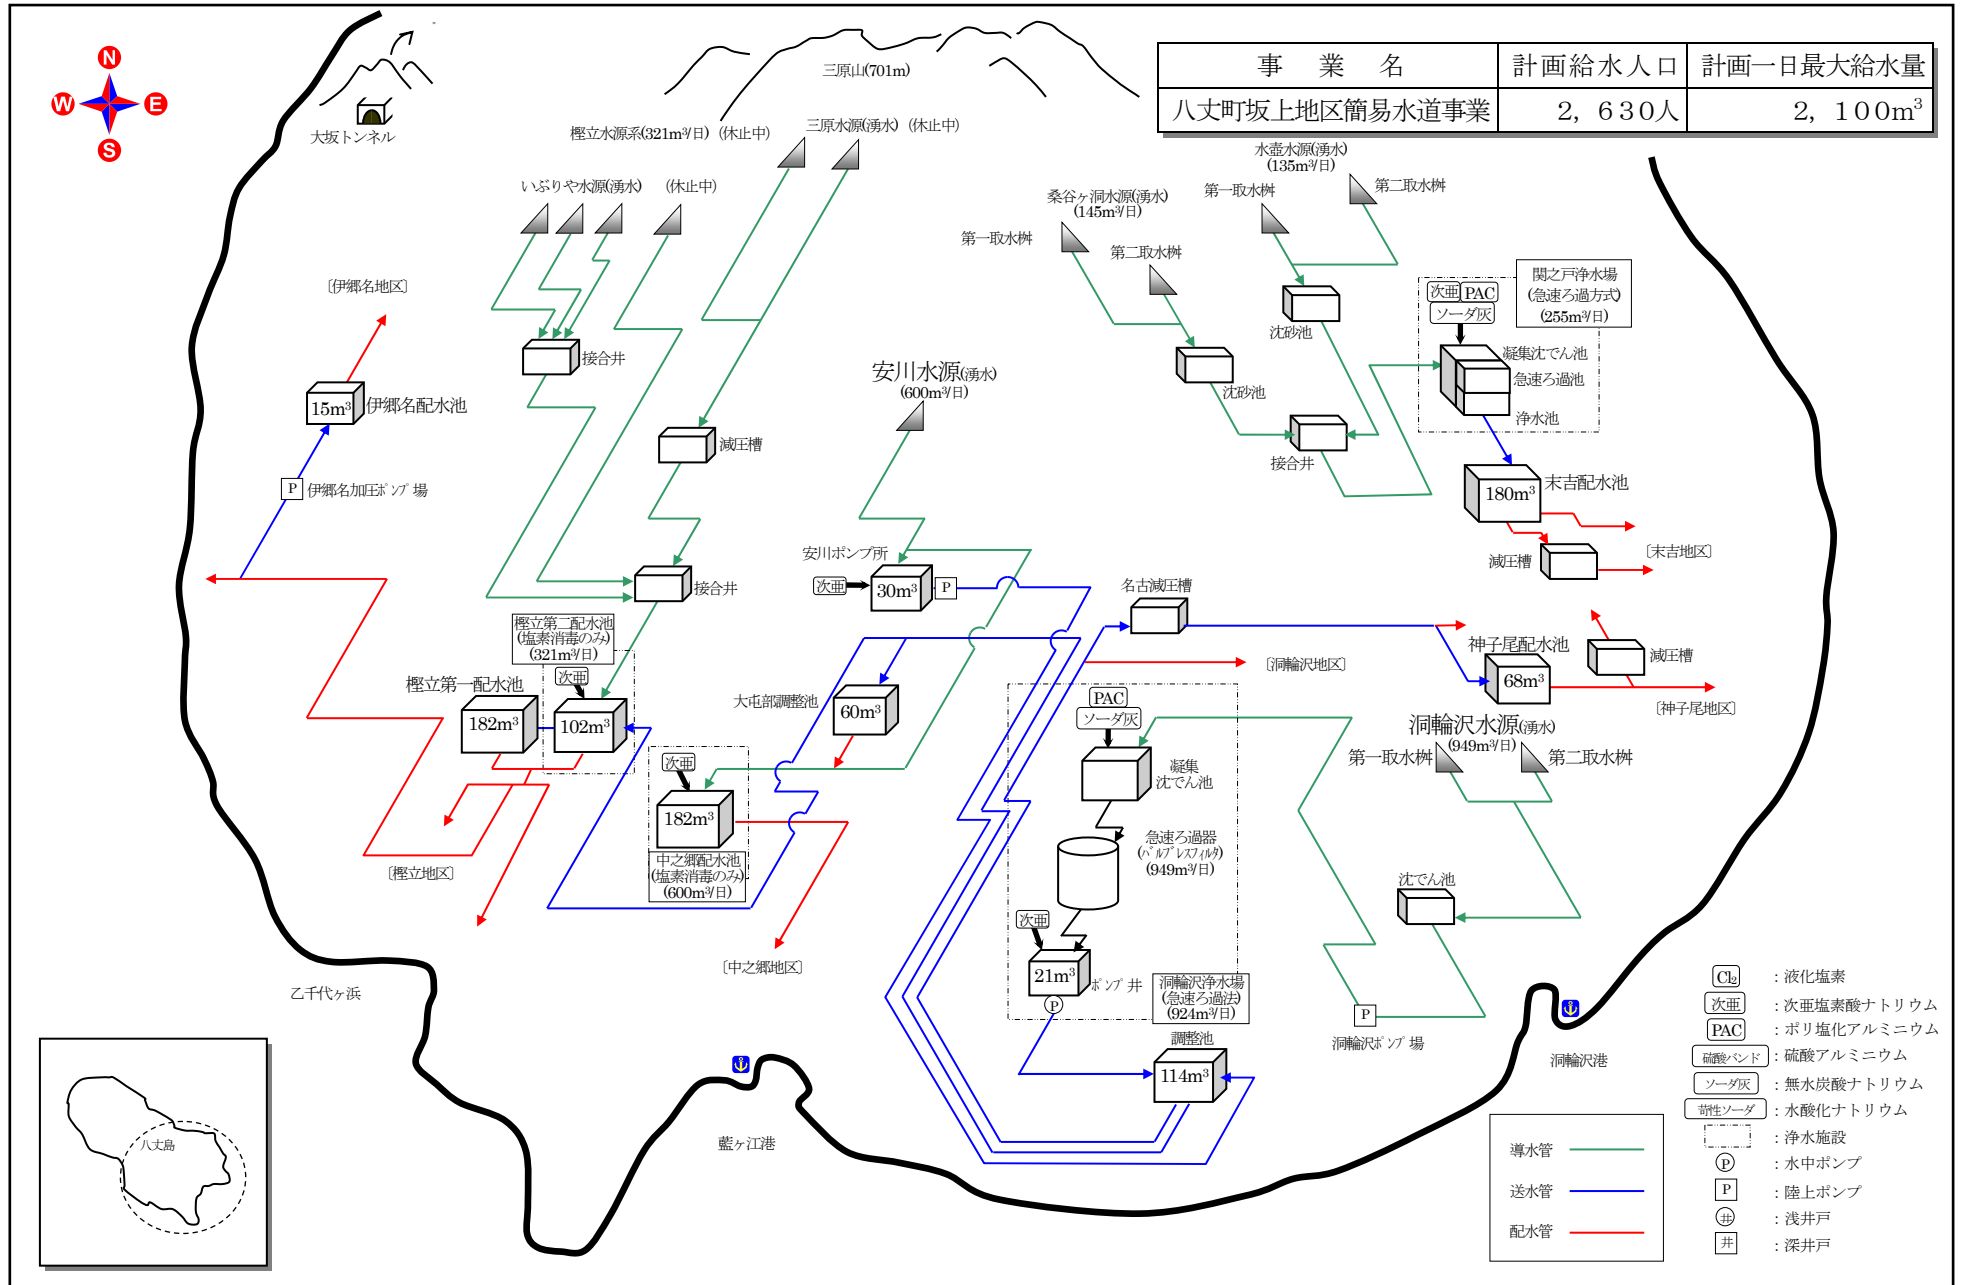 N
W
E
S
大坂トンネル
三原山(701m)
事 業 名
計画給水人口
計画一日最大給水量
八丈町坂上地区簡易水道事業
2,630人
2,100m³
樫立水源系(321m³/日)(休止中)
三原水源(湧水)(休止中)
いぶりや水源(湧水)
(休止中)
水壺水源(湧水)
(135m³/日)
第一取水桝
第二取水桝
桑谷ヶ洞水源(湧水)
(145m³/日)
第一取水桝
第二取水桝
〔伊郷名地区〕
15m³
伊郷名配水池
P
伊郷名加圧ポンプ場
接合井
減圧槽
接合井
安川水源(湧水)
(600m³/日)
沈砂池
沈砂池
接合井
次亜
PAC
ソーダ灰
関之戸浄水場
(急速ろ過方式)
(255m³/日)
凝集沈でん池
急速ろ過池
浄水池
180m³
末吉配水池
減圧槽
〔末吉地区〕
安川ポンプ所
次亜
30m³
P
名古減圧槽
〔洞輪沢地区〕
神子尾配水池
68m³
減圧槽
〔神子尾地区〕
樫立第二配水池
(塩素消毒のみ)
(321m³/日)
次亜
樫立第一配水池
182m³
102m³
大屯部調整池
60m³
次亜
182m³
中之郷配水池
(塩素消毒のみ)
(600m³/日)
〔樫立地区〕
〔中之郷地区〕
PAC
ソーダ灰
凝集
沈でん池
急速ろ過器
(バルブレスフィルタ)
(949m³/日)
次亜
21m³
ポンプ井
P
洞輪沢浄水場
(急速ろ過法)
(924m³/日)
調整池
114m³
洞輪沢水源(湧水)
(949m³/日)
第一取水桝
第二取水桝
沈でん池
P
洞輪沢ポンプ場
乙千代ヶ浜
藍ヶ江港
洞輪沢港
八丈島
導水管
送水管
配水管
Cl₂ :液化塩素
次亜 :次亜塩素酸ナトリウム
PAC :ポリ塩化アルミニウム
硫酸バンド :硫酸アルミニウム
ソーダ灰 :無水炭酸ナトリウム
苛性ソーダ :水酸化ナトリウム
:浄水施設
P :水中ポンプ
P :陸上ポンプ
井 :浅井戸
井 :深井戸